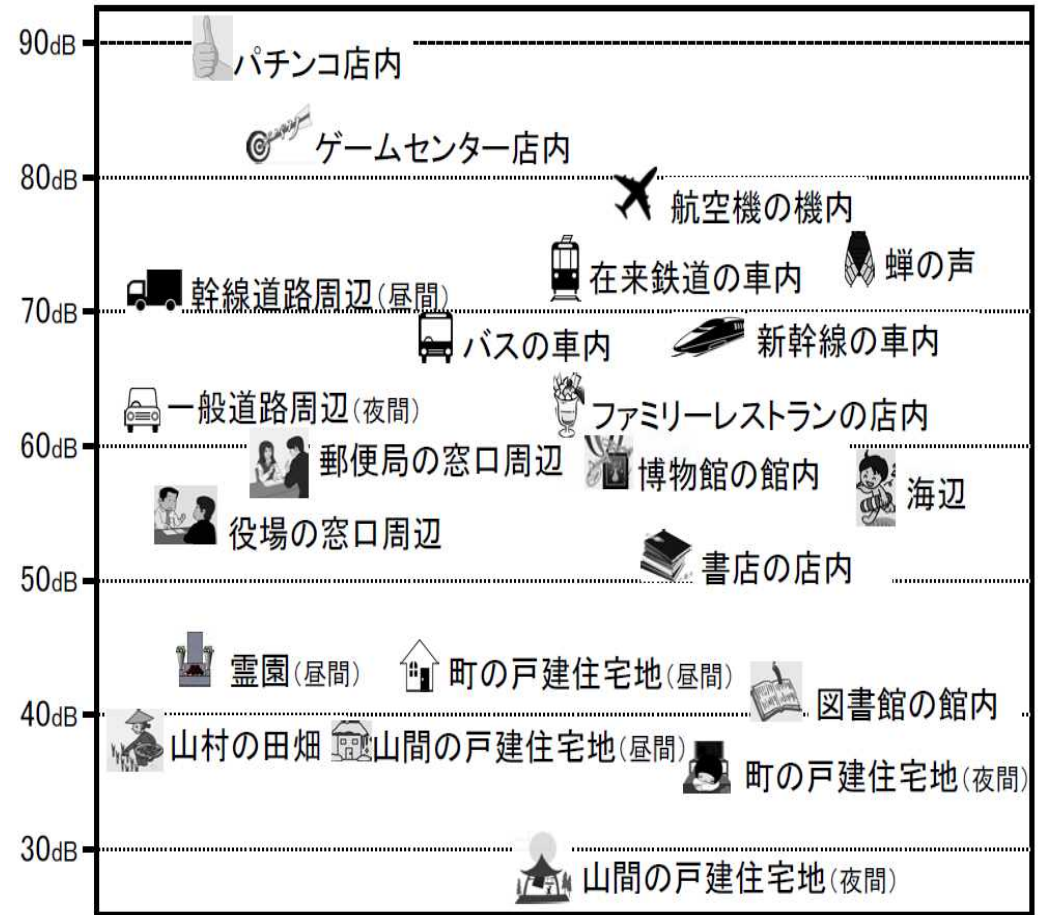 90dB
パチンコ店内
ゲームセンター店内
80dB
航空機の機内
蝉の声
在来鉄道の車内
幹線道路周辺(昼間)
70dB
バスの車内
新幹線の車内
一般道路周辺(夜間)
ファミリーレストランの店内
60dB
郵便局の窓口周辺
博物館の館内
海辺
役場の窓口周辺
書店の店内
50dB
霊園(昼間)
町の戸建住宅地(昼間)
図書館の館内
40dB
山村の田畑
山間の戸建住宅地(昼間)
町の戸建住宅地(夜間)
30dB
山間の戸建住宅地(夜間)